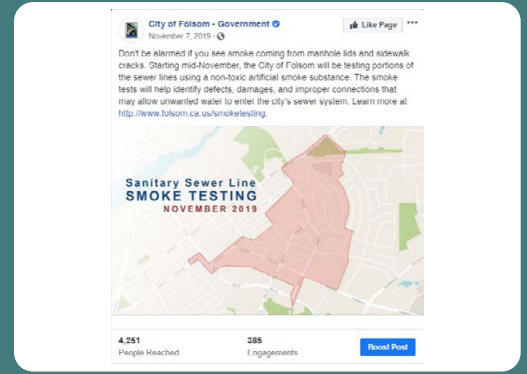 City of Folsom - Government
Like Page
November 7, 2019
Don't be alarmed if you see smoke coming from manhole lids and sidewalk
cracks. Starting mid-November, the City of Folsom will be testing portions of
the sewer lines using a non-toxic artificial smoke substance. The smoke
tests will help identify defects, damages, and improper connections that
may allow unwanted water to enter the city's sewer system. Learn more at
http://www.folsom.ca.us/smoketesting.
Sanitary Sewer Line
SMOKE TESTING
NOVEMBER 2019
4,251
People Reached
385
Engagements
Boost Post